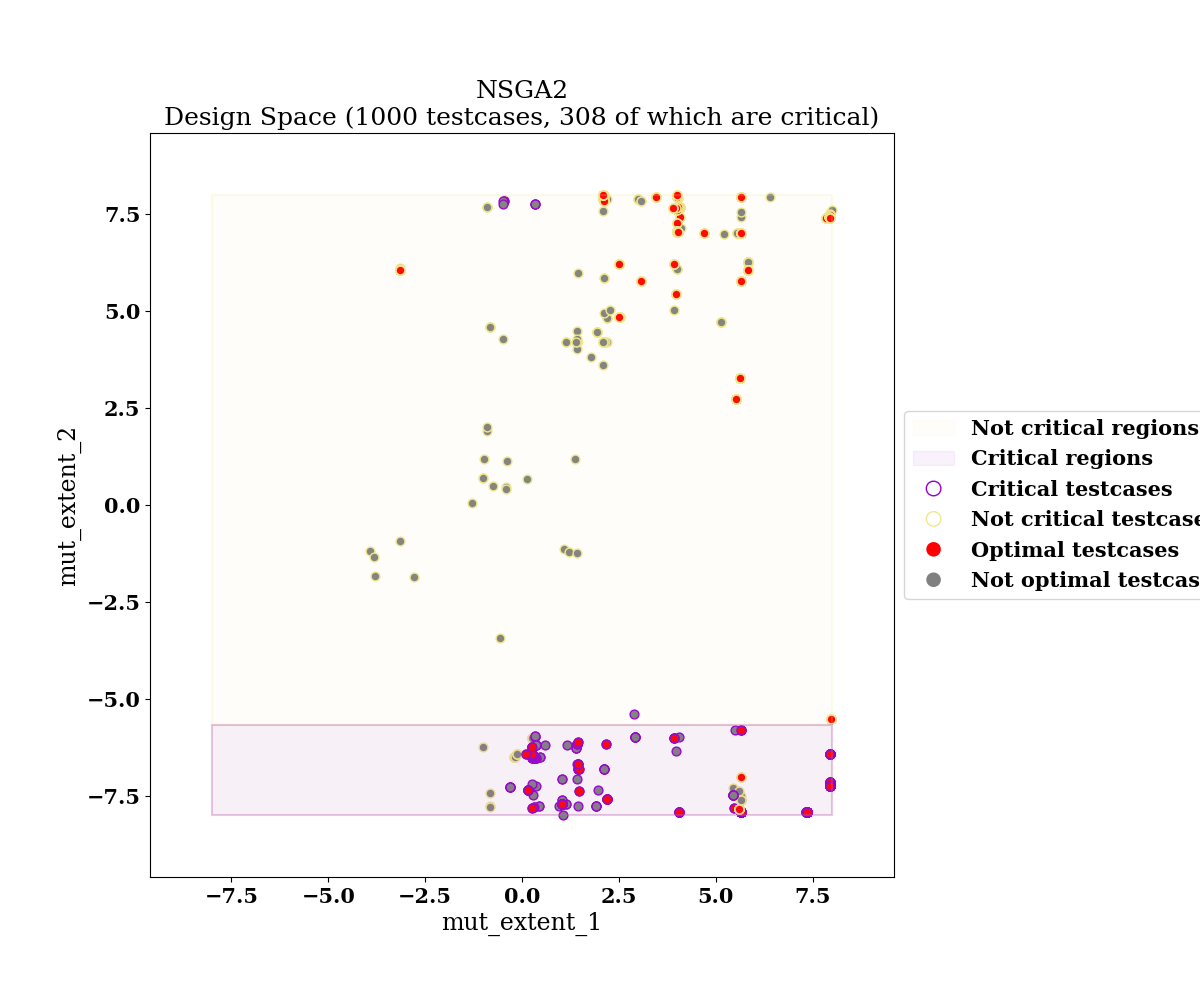 NSGA2
Design Space (1000 testcases, 308 of which are critical)
7.5
5.0
2.5
0.0
−2.5
−5.0
−7.5
mut_extent_2
−7.5
−5.0
−2.5
0.0
2.5
5.0
7.5
mut_extent_1
Not critical regions
Critical regions
Critical testcases
Not critical testcase
Optimal testcases
Not optimal testcas